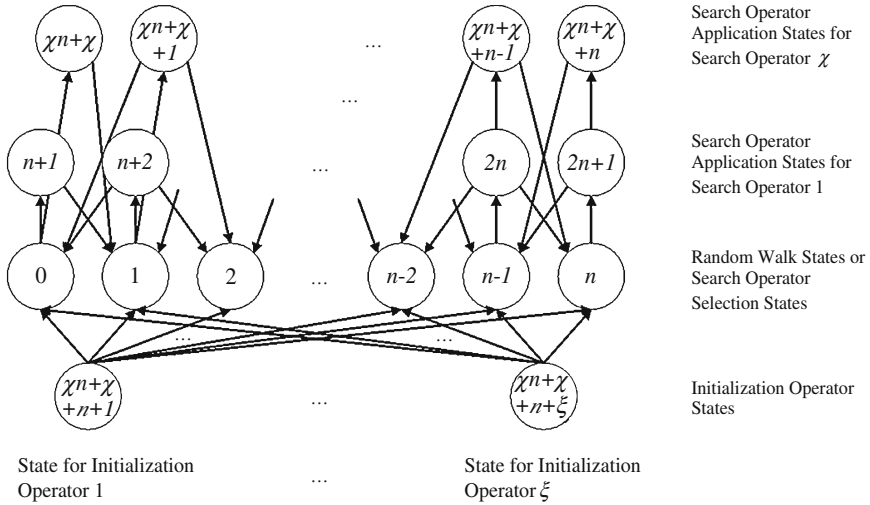 χn+χ
χn+χ
+1
...
χn+χ
+n-1
χn+χ
+n
Search Operator
Application States for
Search Operator χ
...
n+1
n+2
...
2n
2n+1
Search Operator
Application States for
Search Operator 1
0
1
2
...
n-2
n-1
n
Random Walk States or
Search Operator
Selection States
...
...
χn+χ
+n+1
...
χn+χ
+n+ξ
Initialization Operator
States
State for Initialization
Operator 1
...
State for Initialization
Operator ξ